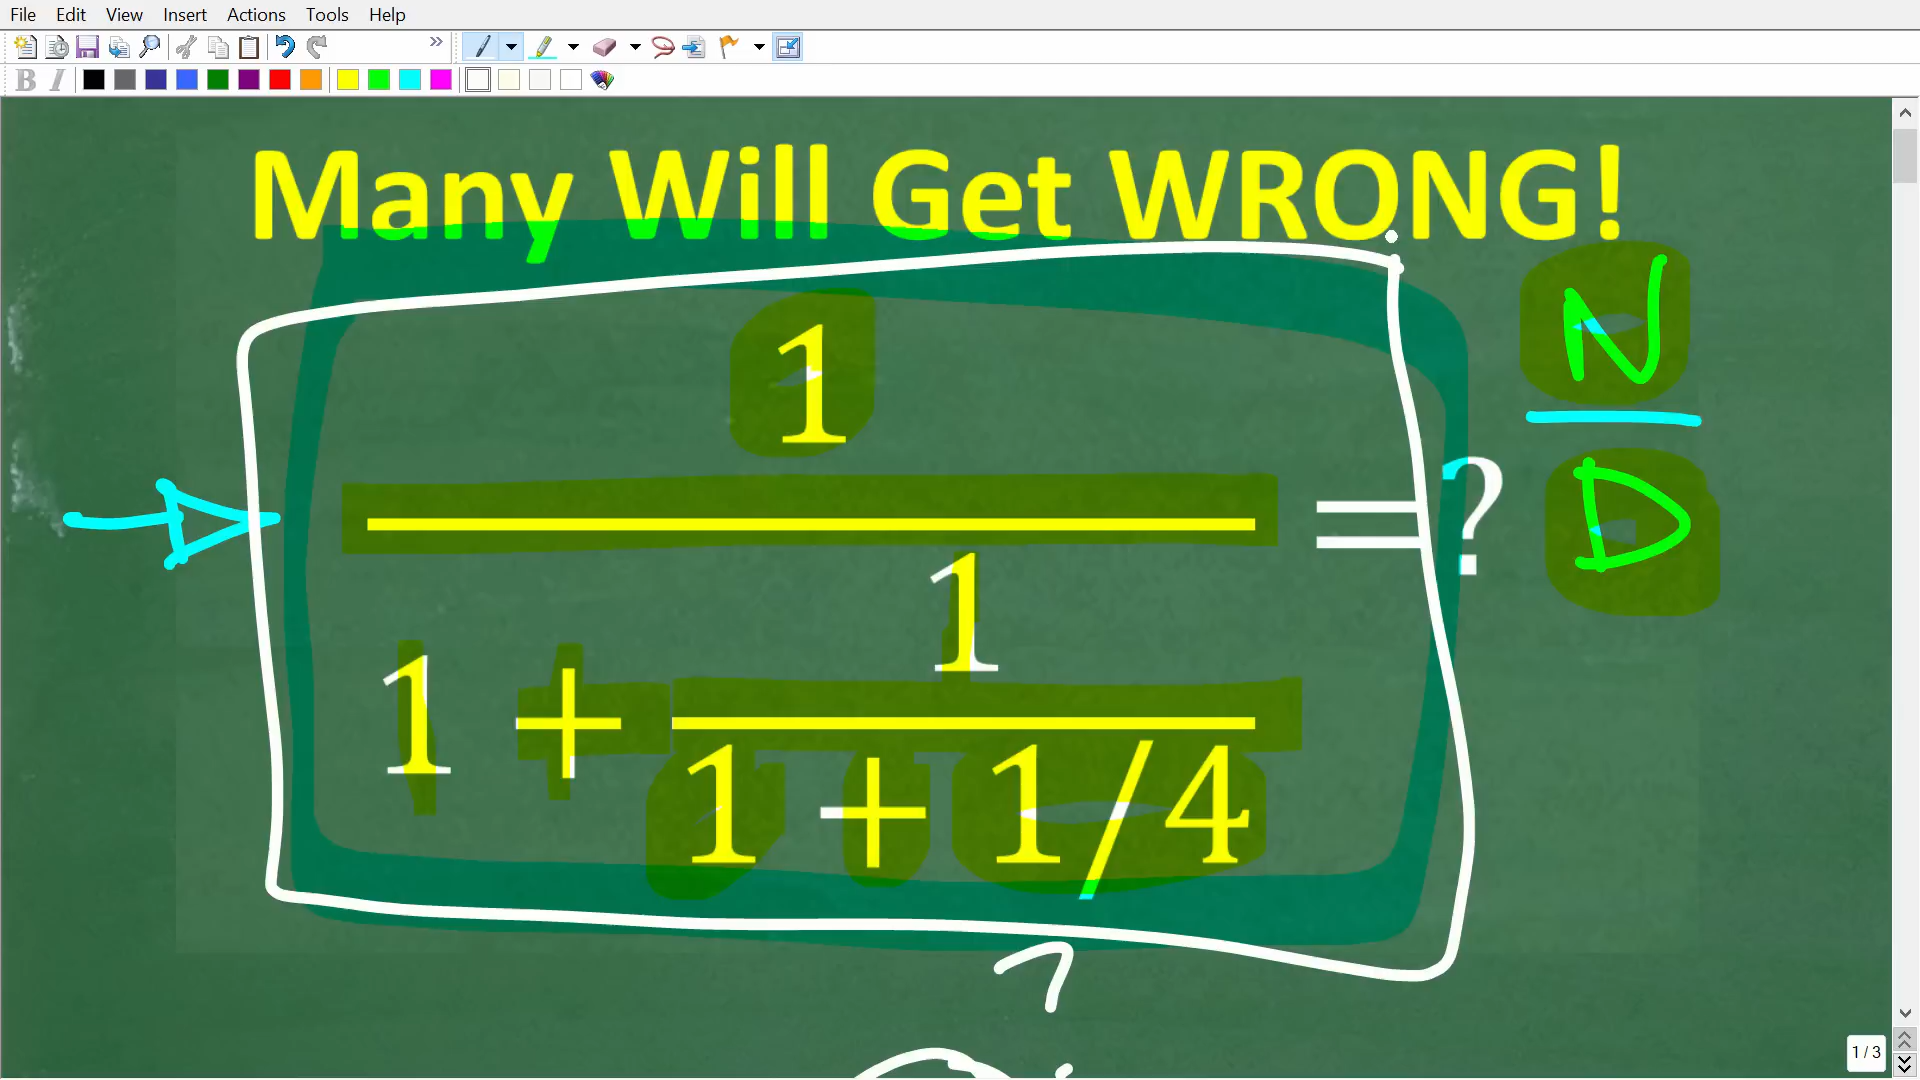 File Edit View Insert Actions Tools Help
B I
Many Will Get WRONG!
1
1 + 1
1 + 1/4
= ?
N
D
?
1 / 3